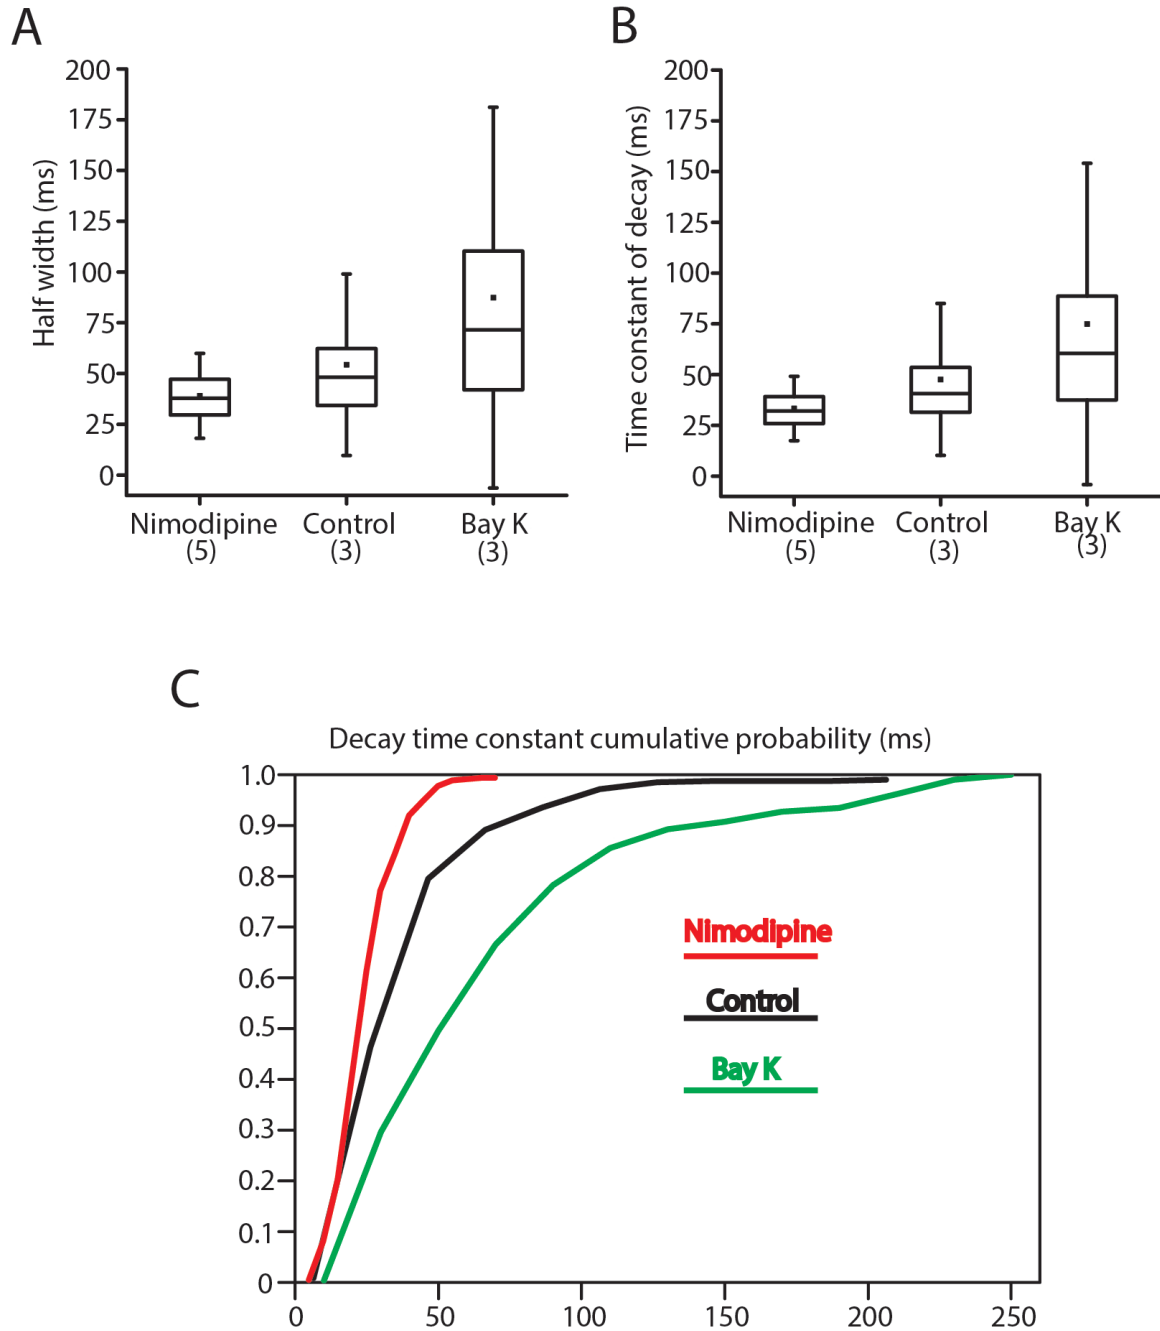 A
200
175
150
125
100
75
50
25
0
Half width (ms)
Nimodipine
(5)
Control
(3)
Bay K
(3)
B
200
175
150
125
100
75
50
25
0
Time constant of decay (ms)
Nimodipine
(5)
Control
(3)
Bay K
(3)
C
Decay time constant cumulative probability (ms)
1.0
0.9
0.8
0.7
0.6
0.5
0.4
0.3
0.2
0.1
0
Nimodipine
Control
Bay K
0 50 100 150 200 250